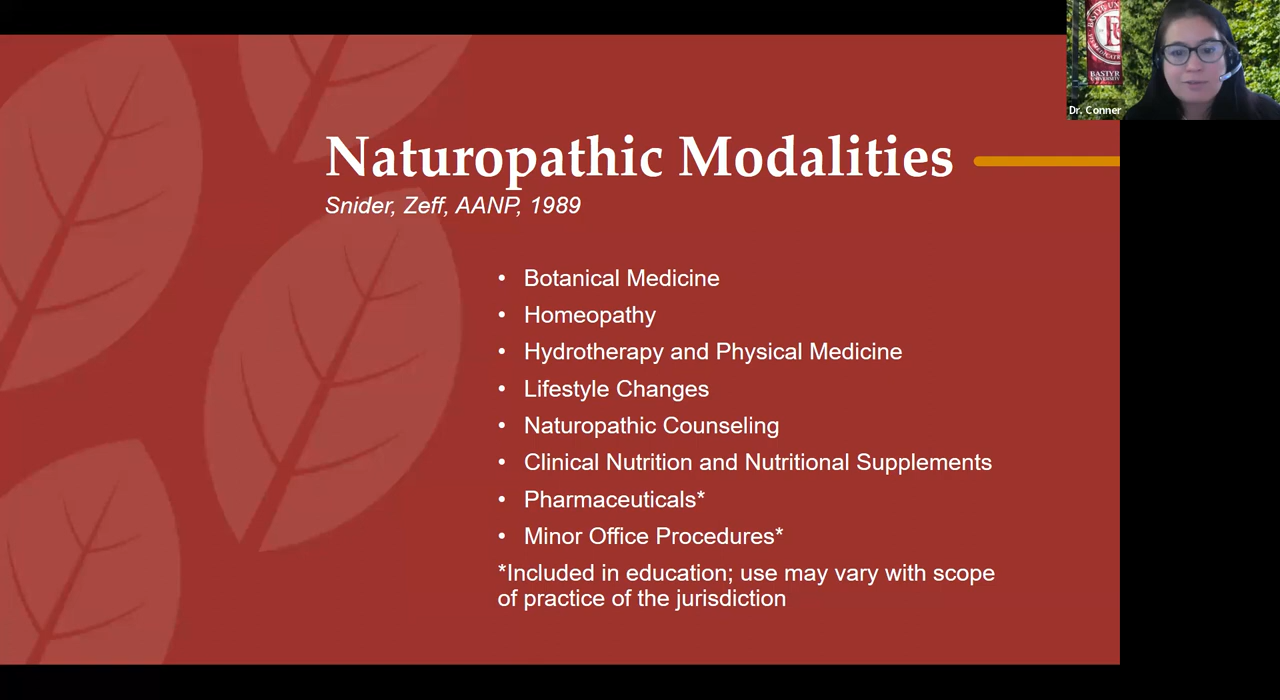 Naturopathic Modalities
Snider, Zeff, AANP, 1989
• Botanical Medicine
• Homeopathy
• Hydrotherapy and Physical Medicine
• Lifestyle Changes
• Naturopathic Counseling
• Clinical Nutrition and Nutritional Supplements
• Pharmaceuticals*
• Minor Office Procedures*
*Included in education; use may vary with scope
of practice of the jurisdiction
BASTYR
UNIVERSITY
Dr. Conner